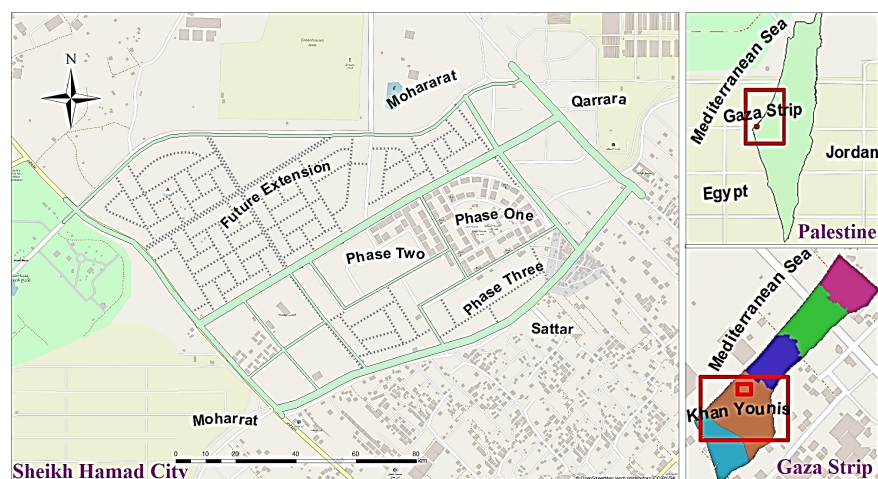 N
Mohararat
Qarrara
Future Extension
Phase One
Phase Two
Phase Three
Sattar
Moharrat
0 10 20 40 60 80
km
Sheikh Hamad City
Mediterranean Sea
Gaza Strip
Jordan
Egypt
Palestine
Mediterranean Sea
Khan Younis
Gaza Strip